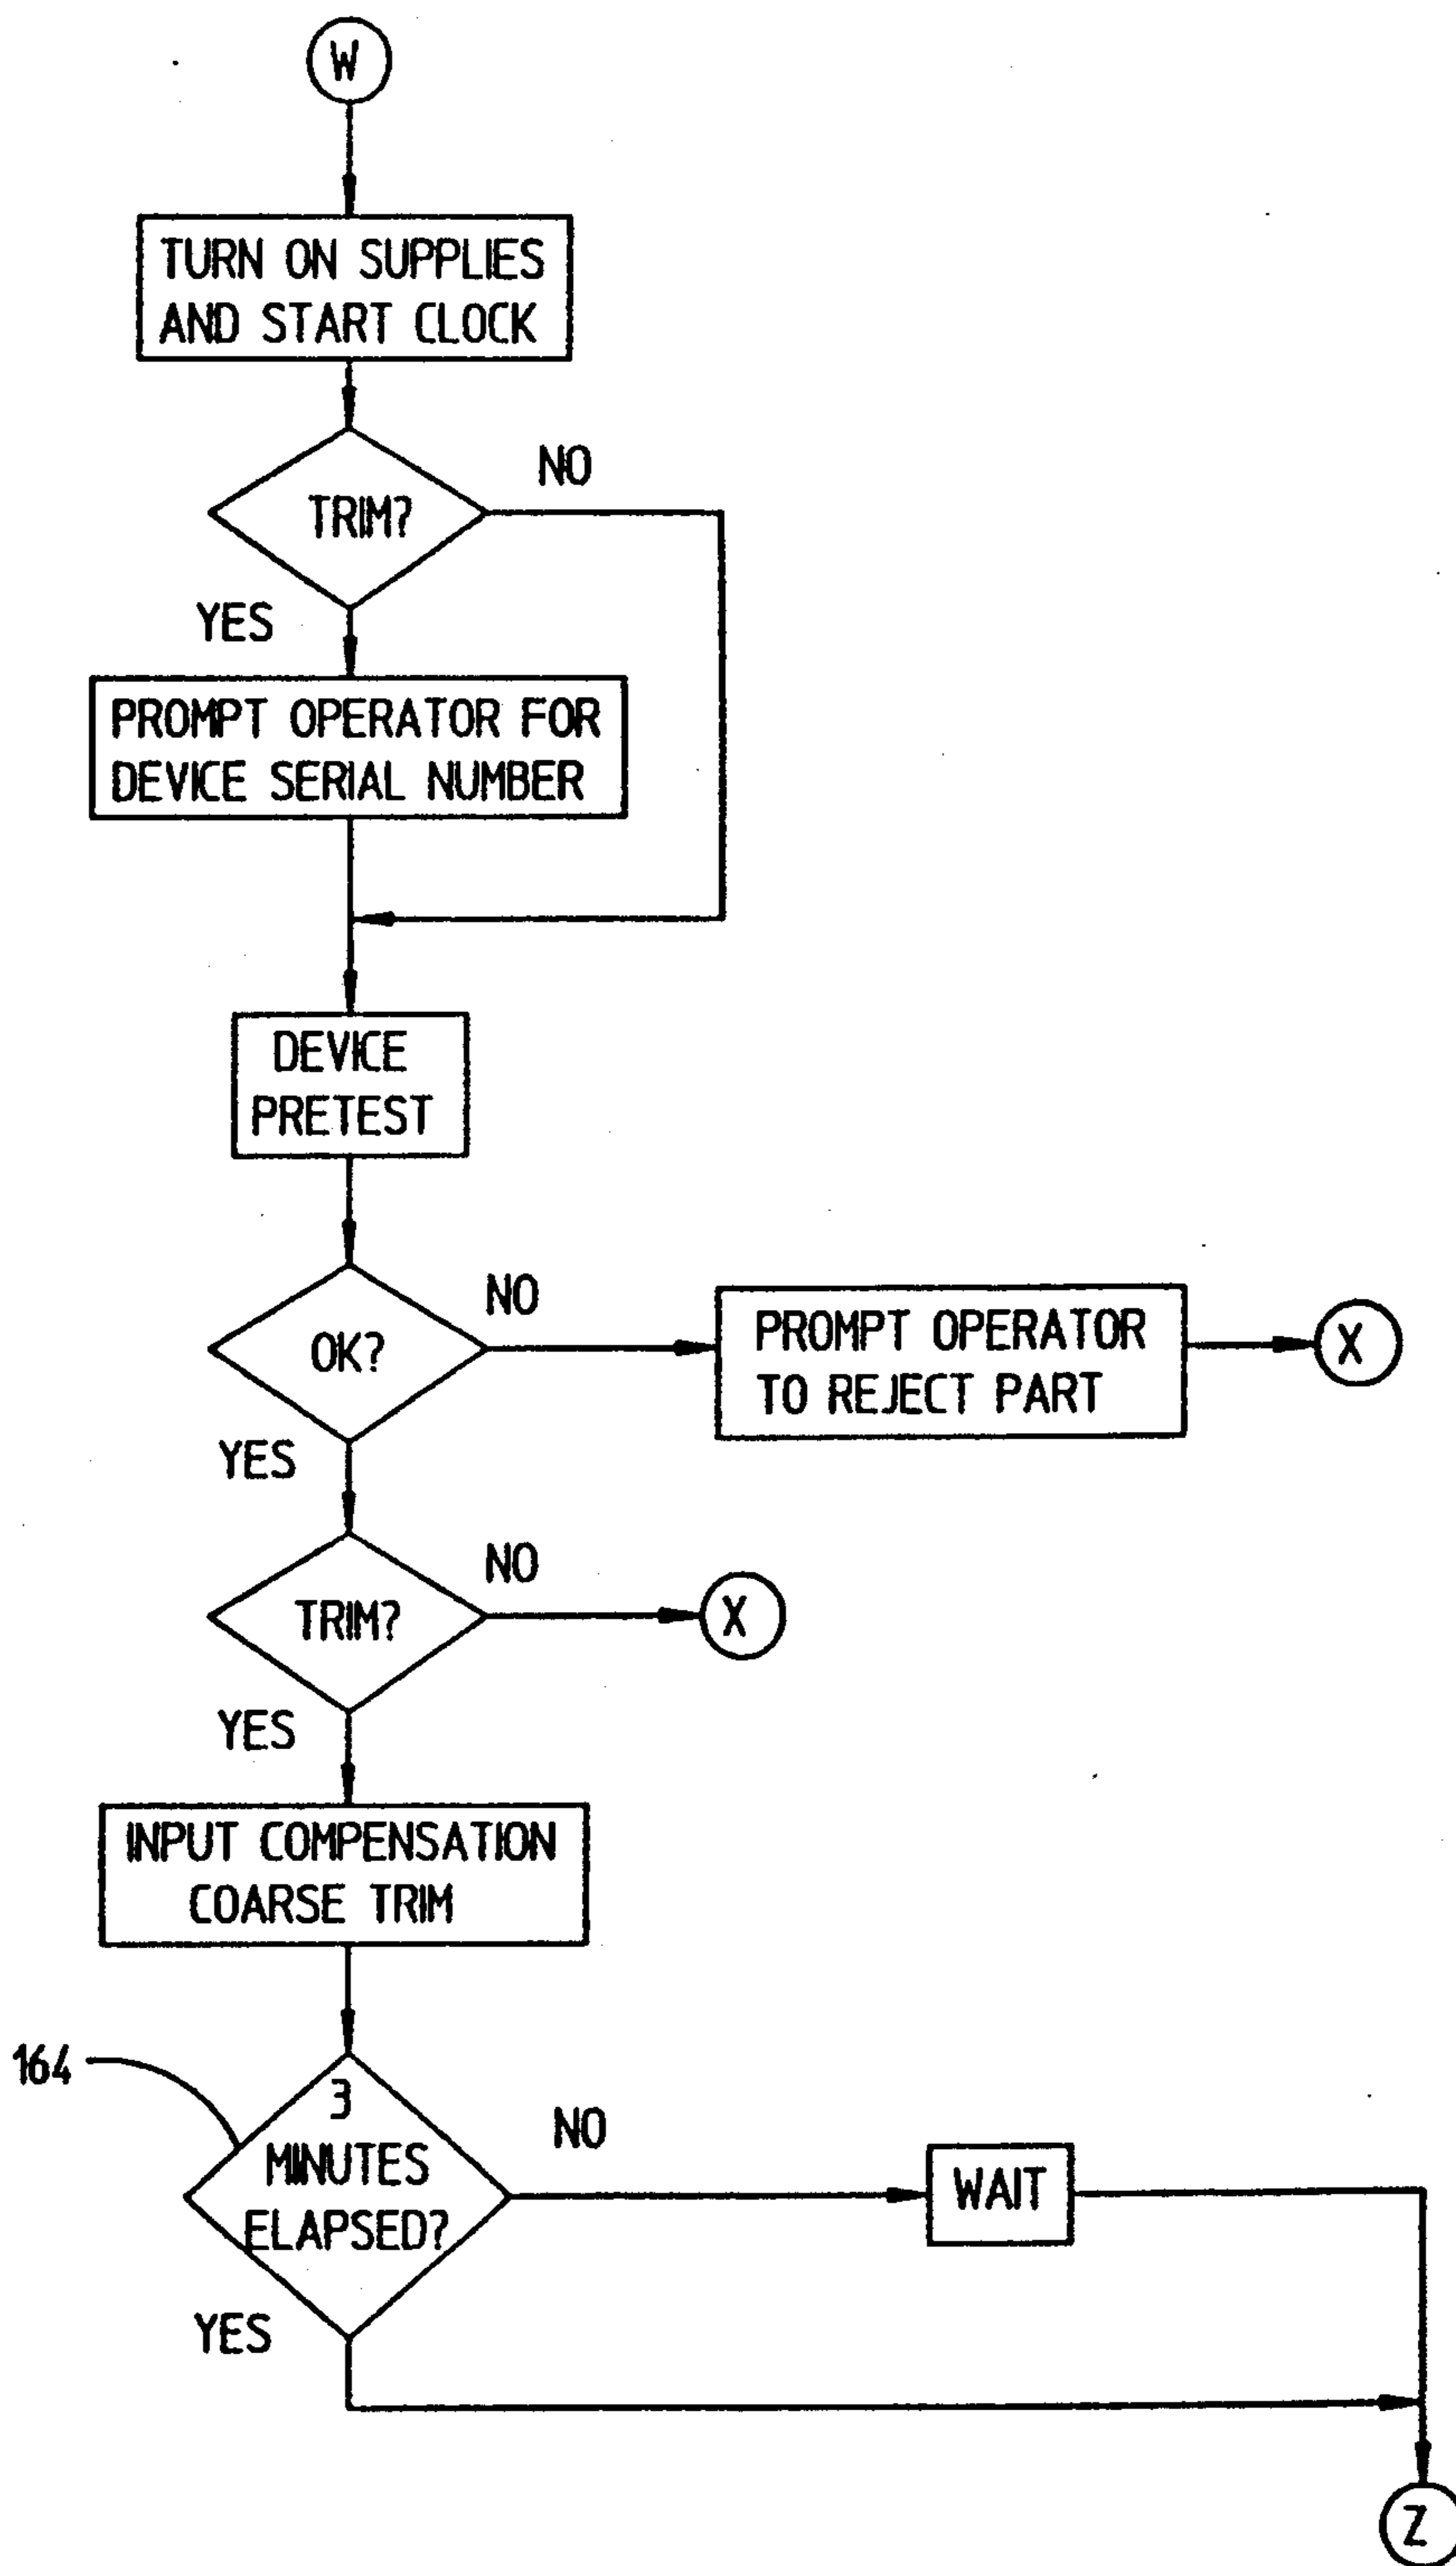 W
TURN ON SUPPLIES
AND START CLOCK
TRIM?
NO
YES
PROMPT OPERATOR FOR
DEVICE SERIAL NUMBER
DEVICE
PRETEST
OK?
NO
PROMPT OPERATOR
TO REJECT PART
X
YES
TRIM?
NO
X
YES
INPUT COMPENSATION
COARSE TRIM
164
3
MINUTES
ELAPSED?
NO
WAIT
YES
Z